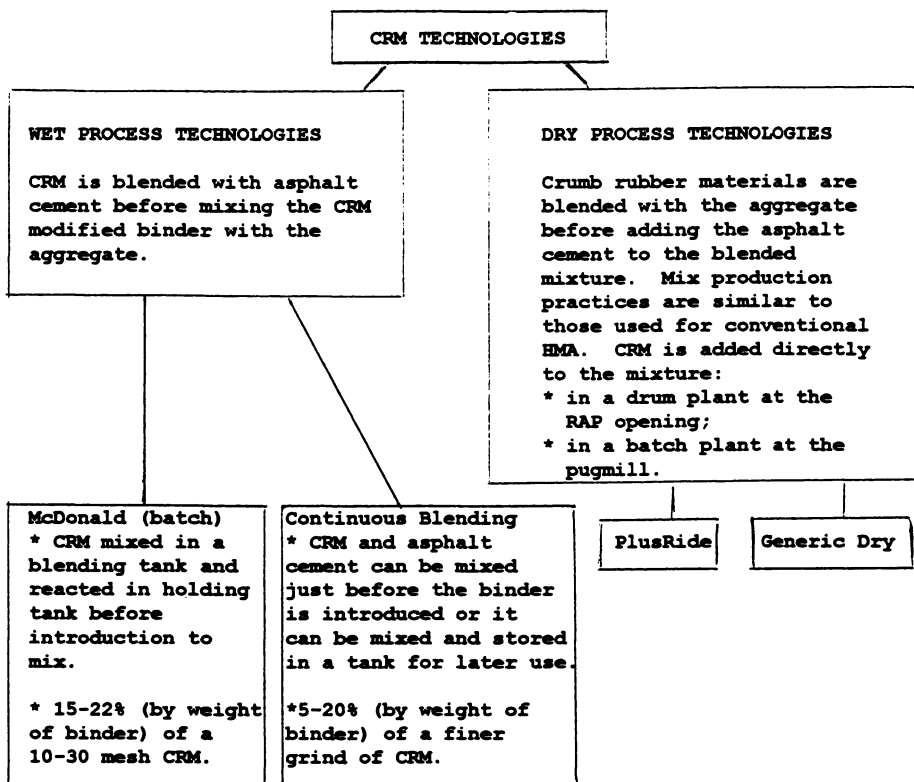 CRM TECHNOLOGIES
WET PROCESS TECHNOLOGIES
CRM is blended with asphalt
cement before mixing the CRM
modified binder with the
aggregate.
DRY PROCESS TECHNOLOGIES
Crumb rubber materials are
blended with the aggregate
before adding the asphalt
cement to the blended
mixture. Mix production
practices are similar to
those used for conventional
HMA. CRM is added directly
to the mixture:
* in a drum plant at the
RAP opening;
* in a batch plant at the
pugmill.
McDonald (batch)
* CRM mixed in a
blending tank and
reacted in holding
tank before
introduction to
mix.
* 15-22% (by weight
of binder) of a
10-30 mesh CRM.
Continuous Blending
* CRM and asphalt
cement can be mixed
just before the binder
is introduced or it
can be mixed and stored
in a tank for later use.
*5-20% (by weight of
binder) of a finer
grind of CRM.
PlusRide
Generic Dry